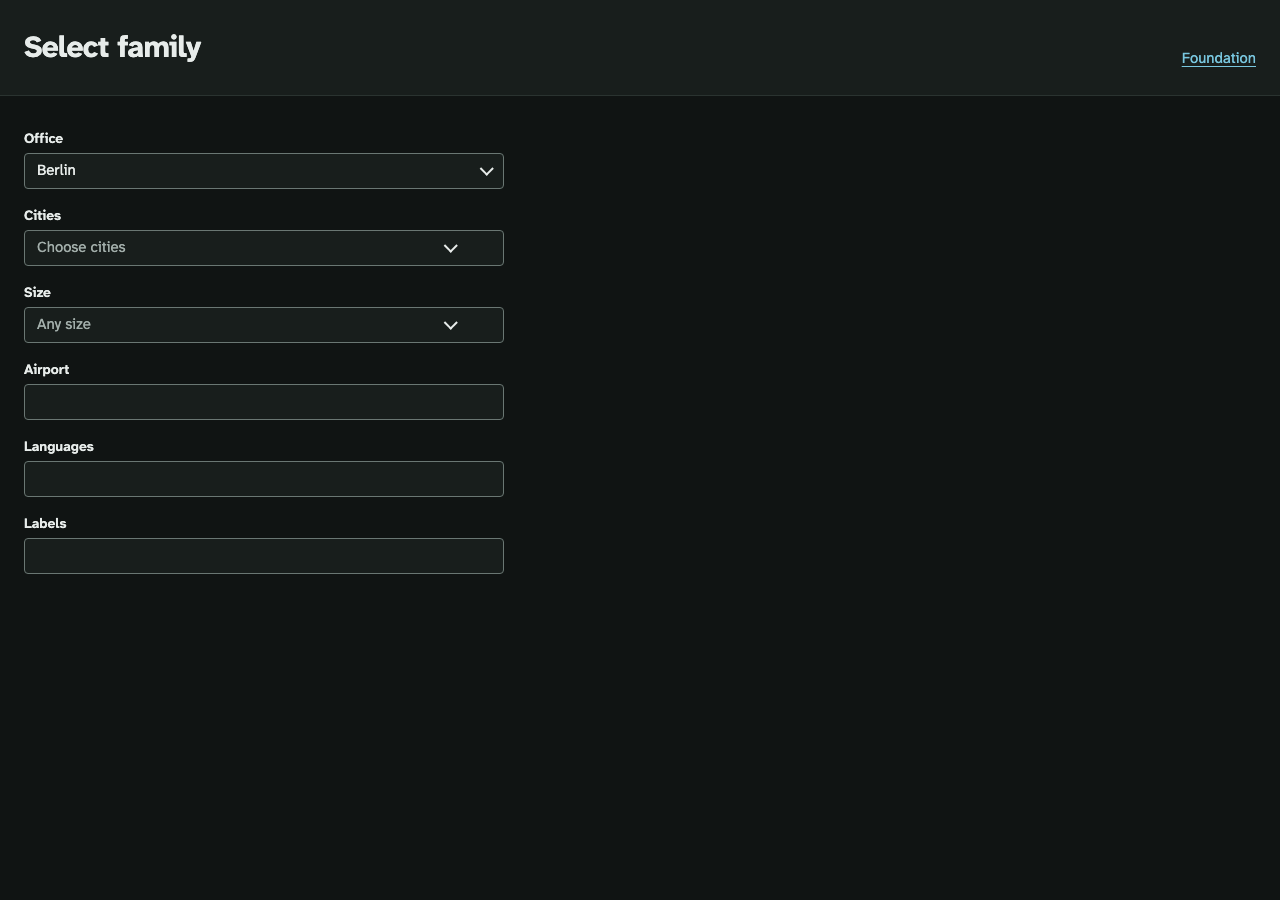 Select family
Foundation
Office
Berlin
Cities
Choose cities
Size
Any size
Airport
Languages
Labels